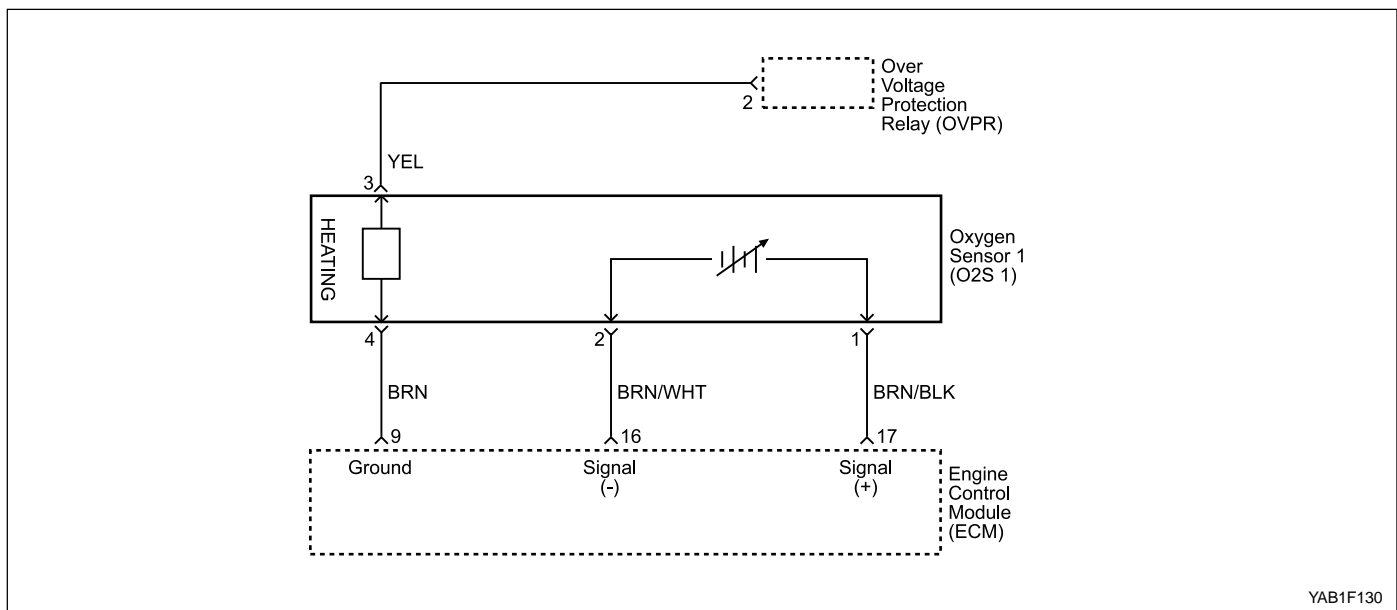 Over
Voltage
Protection
Relay (OVPR)
2
YEL
3
HEATING
Oxygen
Sensor 1
(O2S 1)
4
2
1
BRN
BRN/WHT
BRN/BLK
9
16
17
Ground
Signal
(-)
Signal
(+)
Engine
Control
Module
(ECM)
YAB1F130